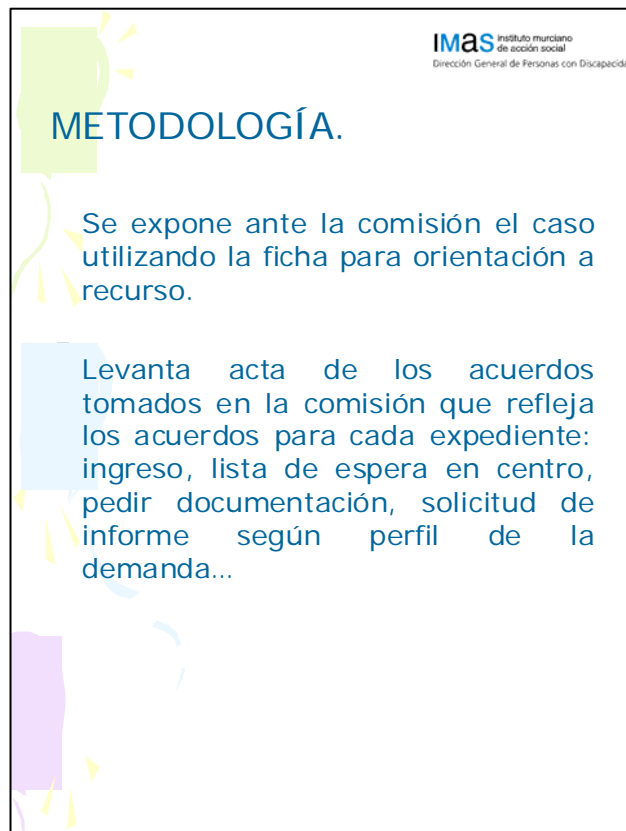 IMAS instituto murciano
de acción social
Dirección General de Personas con Discapacida
METODOLOGÍA.
Se expone ante la comisión el caso
utilizando la ficha para orientación a
recurso.
Levanta acta de los acuerdos
tomados en la comisión que refleja
los acuerdos para cada expediente:
ingreso, lista de espera en centro,
pedir documentación, solicitud de
informe según perfil de la
demanda...